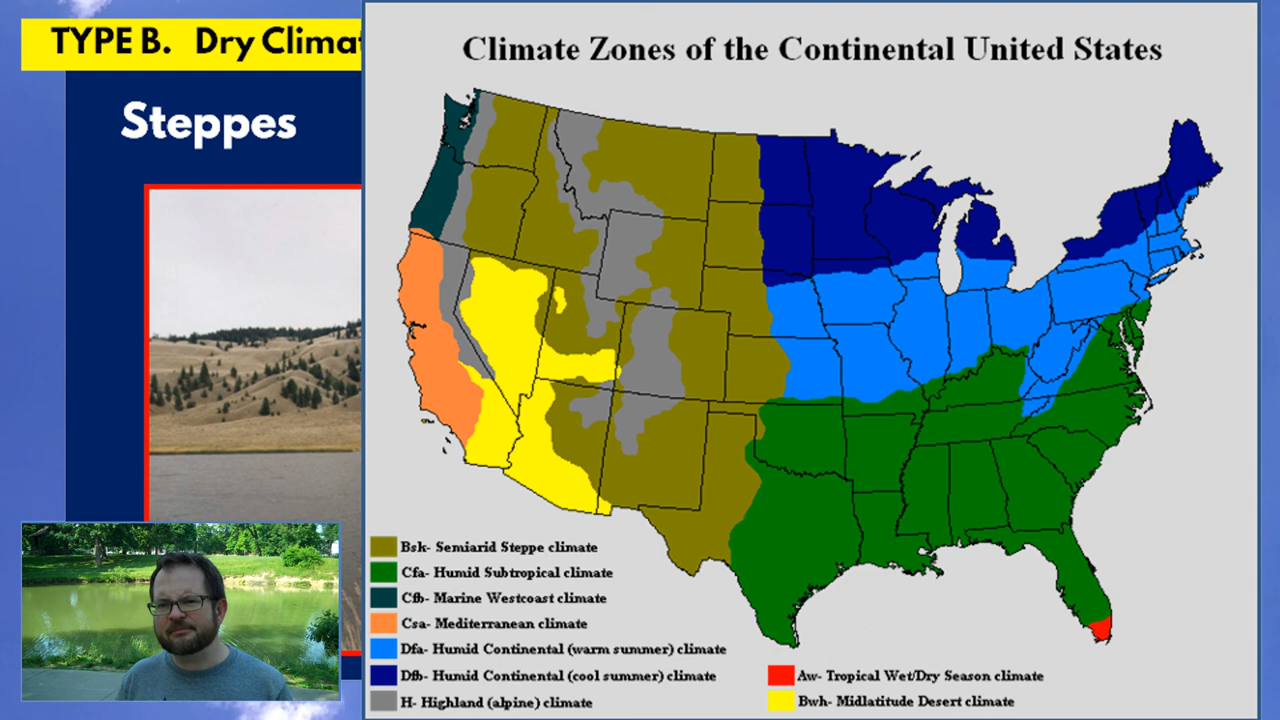 TYPE B. Dry Climat
Steppes
Climate Zones of the Continental United States
Bsk- Semiarid Steppe climate
Cfa- Humid Subtropical climate
Cfb- Marine Westcoast climate
Csa- Mediterranean climate
Dfa- Humid Continental (warm summer) climate
Dfb- Humid Continental (cool summer) climate
H- Highland (alpine) climate
Aw- Tropical Wet/Dry Season climate
Bwh- Midlatitude Desert climate